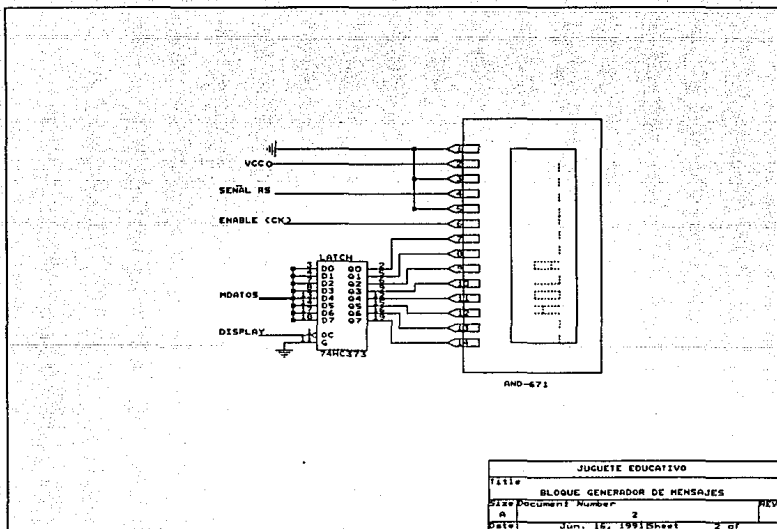 VCC
SEÑAL RS
ENABLE (CK)
LATCH
D0 Q0
D1 Q1
D2 Q2
D3 Q3
MDATOS D4 Q4
D5 Q5
D6 Q6
D7 Q7
DISPLAY OC
G
74HC373
AND-671
JUGUETE EDUCATIVO
Title
BLOQUE GENERADOR DE MENSAJES
Size Document Number REV
A 2
Date: Jun. 16, 1991 Sheet 2 of